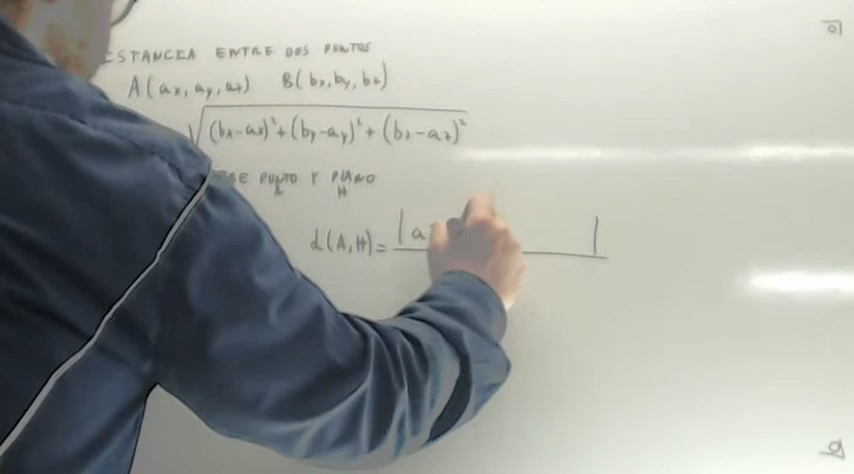 ISTANCIA ENTRE DOS PUNTOS
A(ax, ay, az) B(bx, by, bz)
√(bx-ax)²+(by-ay)²+(bz-az)²
PUNTO Y PLANO
A H
d(A,H)= |a |